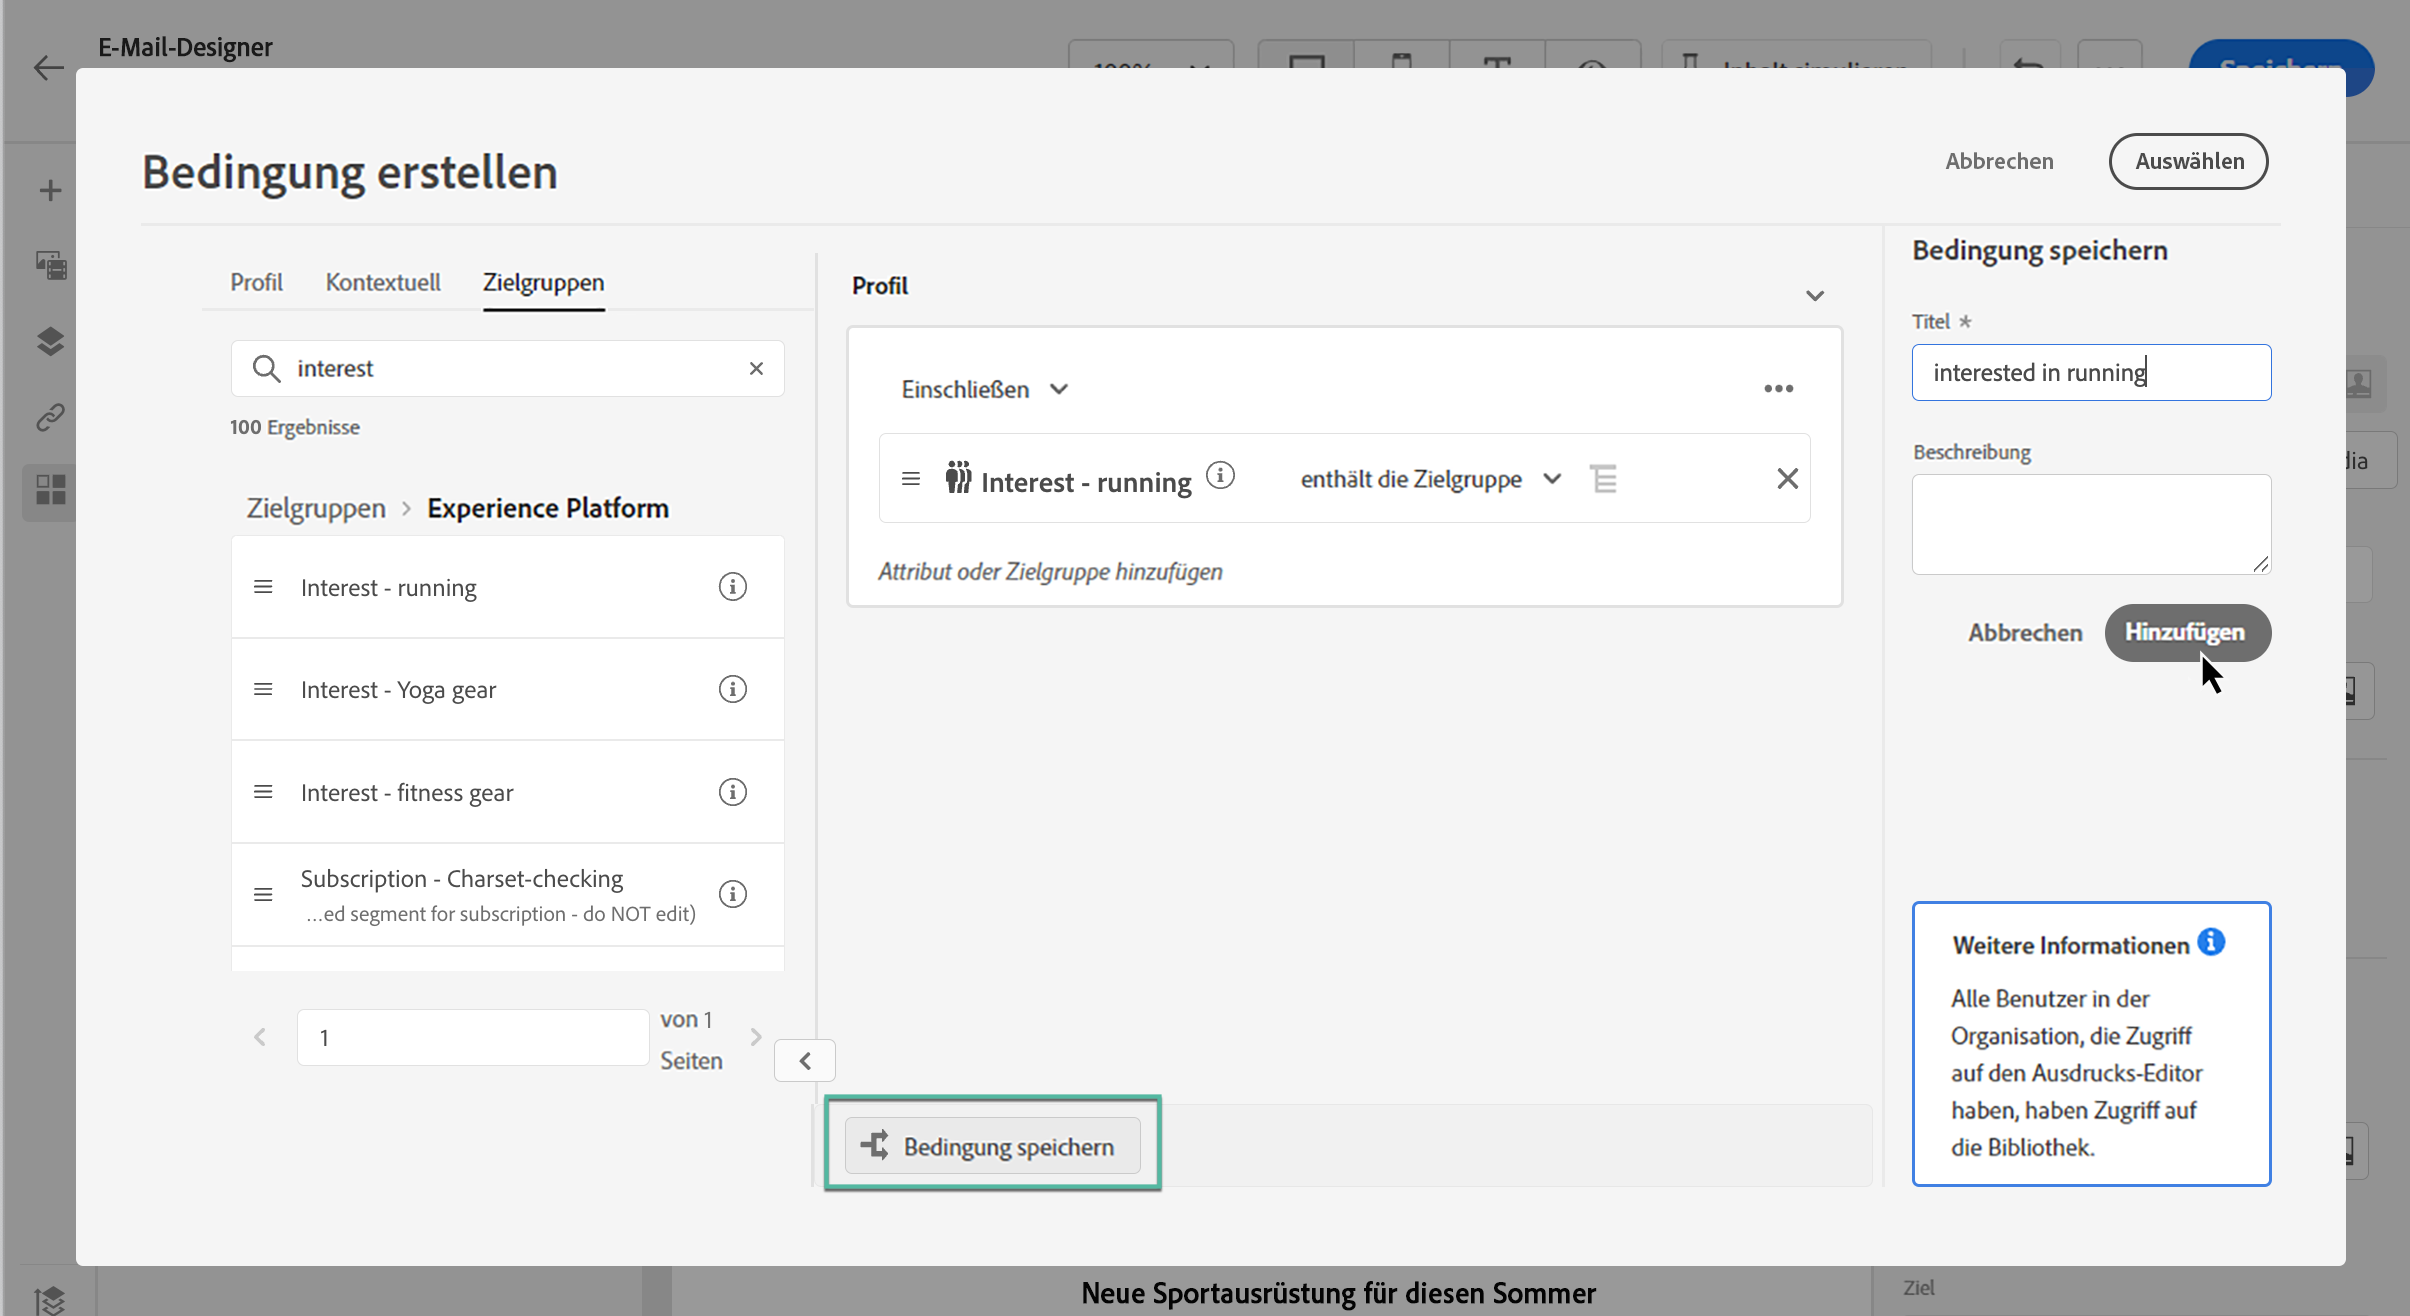 E-Mail-Designer
100%
Inhalt simulieren
Speichern
Bedingung erstellen
Abbrechen
Auswählen
Profil
Kontextuell
Zielgruppen
interest
100 Ergebnisse
Zielgruppen > Experience Platform
Interest - running
Interest - Yoga gear
Interest - fitness gear
Subscription - Charset-checking
...ed segment for subscription - do NOT edit)
1
von 1
Seiten
Profil
Einschließen
Interest - running
enthält die Zielgruppe
Attribut oder Zielgruppe hinzufügen
Bedingung speichern
Bedingung speichern
Titel *
interested in running
Beschreibung
Abbrechen
Hinzufügen
Weitere Informationen
Alle Benutzer in der
Organisation, die Zugriff
auf den Ausdrucks-Editor
haben, haben Zugriff auf
die Bibliothek.
Neue Sportausrüstung für diesen Sommer
Ziel